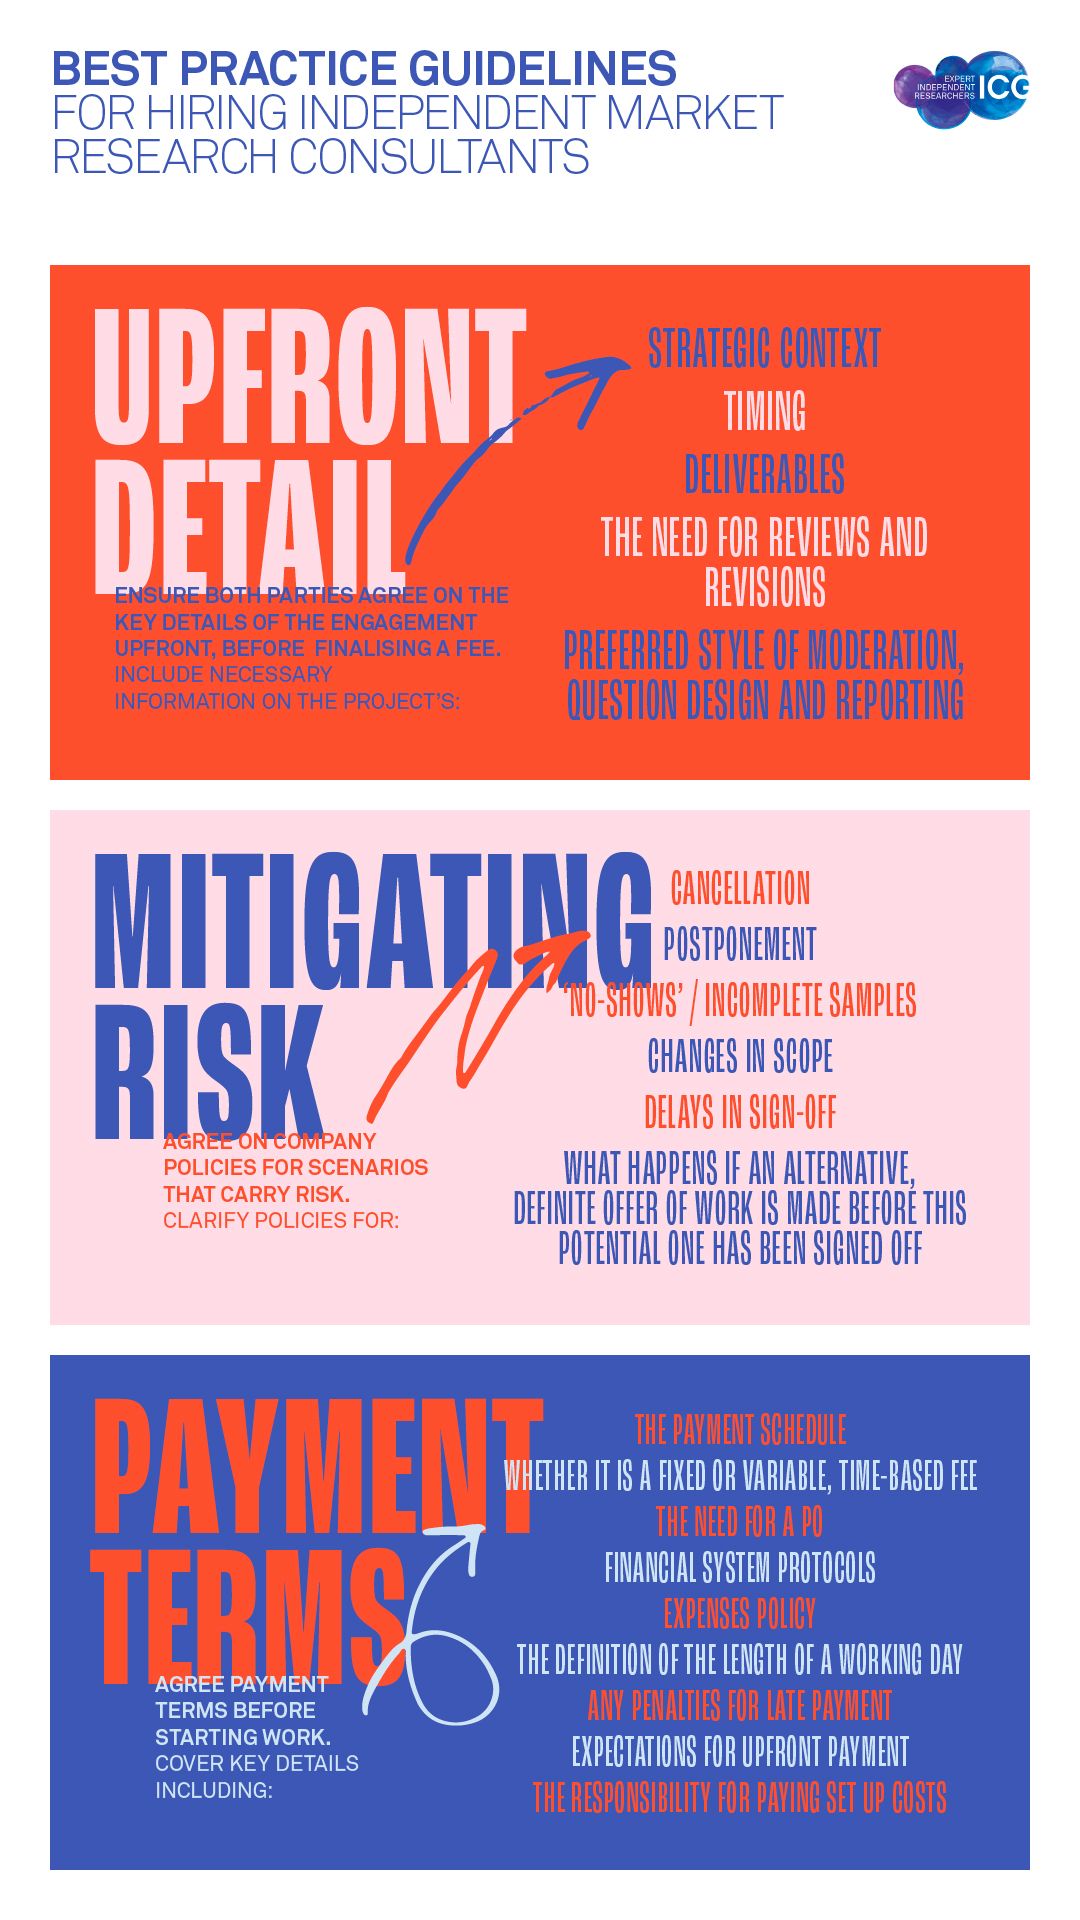 BEST PRACTICE GUIDELINES
FOR HIRING INDEPENDENT MARKET
RESEARCH CONSULTANTS
EXPERT
INDEPENDENT
RESEARCHERS
ICG
UPFRONT
DETAIL
ENSURE BOTH PARTIES AGREE ON THE
KEY DETAILS OF THE ENGAGEMENT
UPFRONT, BEFORE FINALISING A FEE.
INCLUDE NECESSARY
INFORMATION ON THE PROJECT'S:
STRATEGIC CONTEXT
TIMING
DELIVERABLES
THE NEED FOR REVIEWS AND
REVISIONS
PREFERRED STYLE OF MODERATION,
QUESTION DESIGN AND REPORTING
MITIGATING
RISK
AGREE ON COMPANY
POLICIES FOR SCENARIOS
THAT CARRY RISK.
CLARIFY POLICIES FOR:
CANCELLATION
POSTPONEMENT
‘NO-SHOWS’ / INCOMPLETE SAMPLES
CHANGES IN SCOPE
DELAYS IN SIGN-OFF
WHAT HAPPENS IF AN ALTERNATIVE,
DEFINITE OFFER OF WORK IS MADE BEFORE THIS
POTENTIAL ONE HAS BEEN SIGNED OFF
PAYMENT
TERMS
AGREE PAYMENT
TERMS BEFORE
STARTING WORK.
COVER KEY DETAILS
INCLUDING:
THE PAYMENT SCHEDULE
WHETHER IT IS A FIXED OR VARIABLE, TIME-BASED FEE
THE NEED FOR A PO
FINANCIAL SYSTEM PROTOCOLS
EXPENSES POLICY
THE DEFINITION OF THE LENGTH OF A WORKING DAY
ANY PENALTIES FOR LATE PAYMENT
EXPECTATIONS FOR UPFRONT PAYMENT
THE RESPONSIBILITY FOR PAYING SET UP COSTS